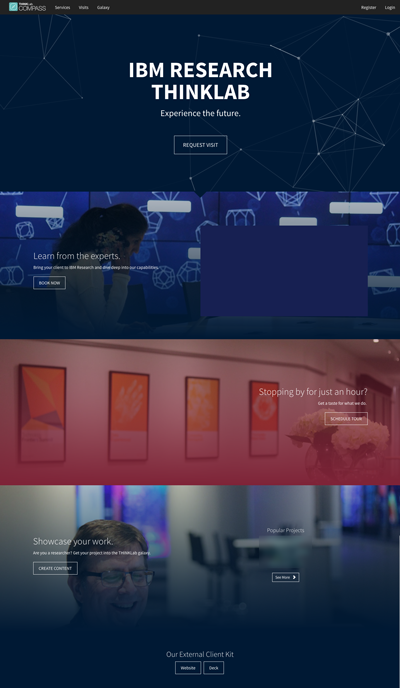 THINKLab
COMPASS
Services
Visits
Galaxy
Register
Login
IBM RESEARCH
THINKLAB
Experience the future.
REQUEST VISIT
Learn from the experts.
Bring your client to IBM Research and dive deep into our capabilities.
BOOK NOW
Stopping by for just an hour?
Get a taste for what we do.
SCHEDULE TOUR
Showcase your work.
Are you a researcher? Get your project into the THINKLab galaxy.
CREATE CONTENT
Popular Projects
See More
Our External Client Kit
Website
Deck